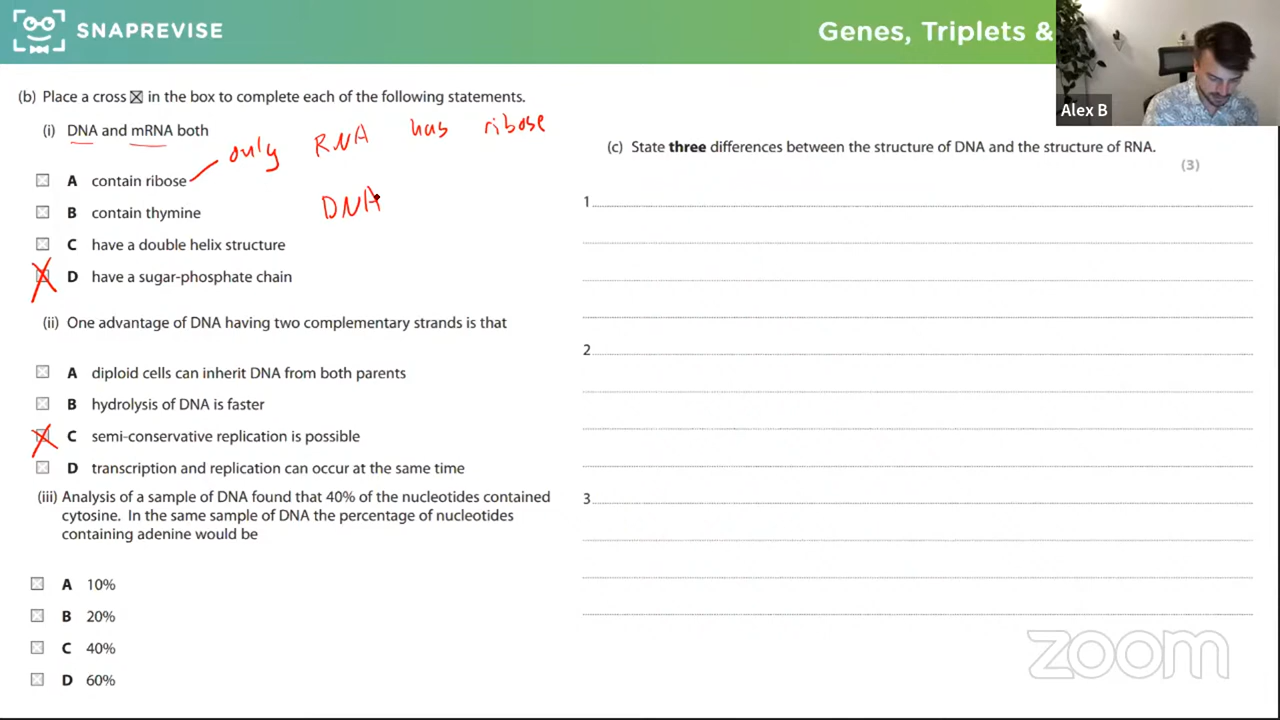 SNAPREVISE
Genes, Triplets &
Alex B
(b) Place a cross ☒ in the box to complete each of the following statements.
(i) DNA and mRNA both
only RNA has ribose
A contain ribose
DNA
B contain thymine
C have a double helix structure
D have a sugar-phosphate chain
(ii) One advantage of DNA having two complementary strands is that
A diploid cells can inherit DNA from both parents
B hydrolysis of DNA is faster
C semi-conservative replication is possible
D transcription and replication can occur at the same time
(iii) Analysis of a sample of DNA found that 40% of the nucleotides contained
cytosine. In the same sample of DNA the percentage of nucleotides
containing adenine would be
A 10%
B 20%
C 40%
D 60%
(c) State three differences between the structure of DNA and the structure of RNA.
(3)
1
2
3
zoom